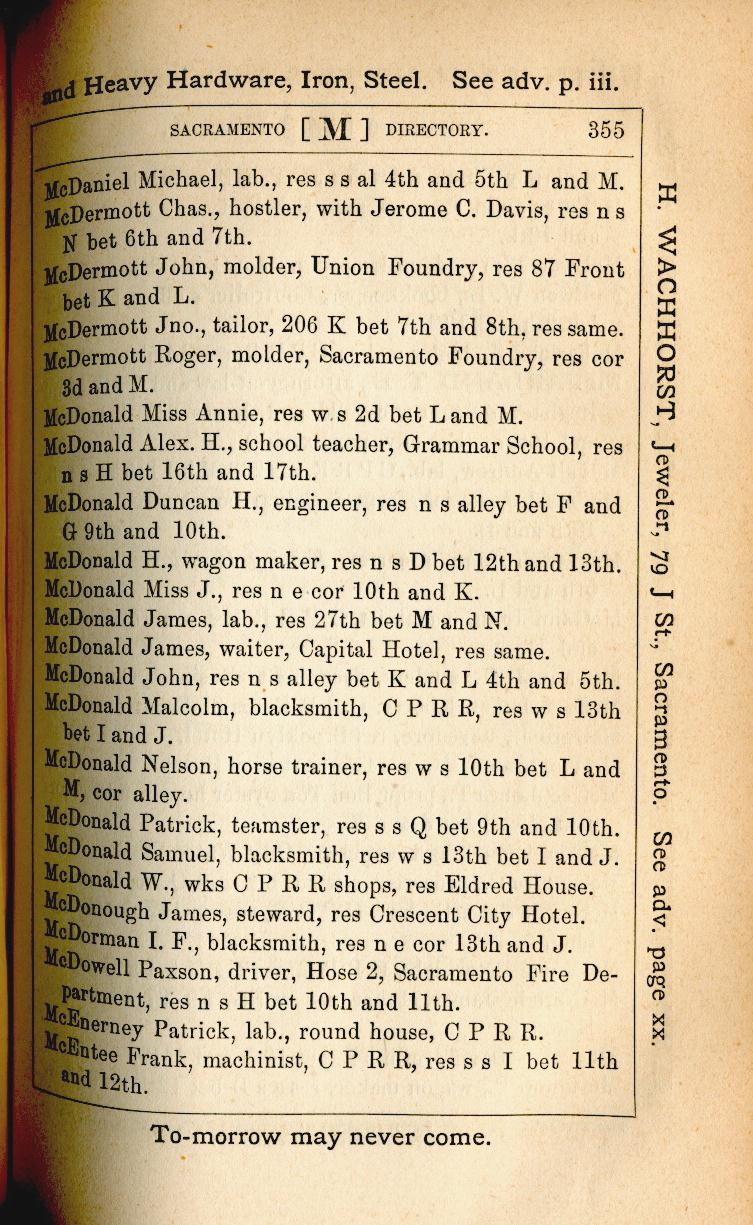 and Heavy Hardware, Iron, Steel. See adv. p. iii.
SACRAMENTO [ M ] DIRECTORY. 355
McDaniel Michael, lab., res s s al 4th and 5th L and M.
McDermott Chas., hostler, with Jerome C. Davis, res n s
N bet 6th and 7th.
McDermott John, molder, Union Foundry, res 87 Front
bet K and L.
McDermott Jno., tailor, 206 K bet 7th and 8th, res same.
McDermott Roger, molder, Sacramento Foundry, res cor
3d and M.
McDonald Miss Annie, res w s 2d bet L and M.
McDonald Alex. H., school teacher, Grammar School, res
n s H bet 16th and 17th.
McDonald Duncan H., engineer, res n s alley bet F and
G 9th and 10th.
McDonald H., wagon maker, res n s D bet 12th and 13th.
McDonald Miss J., res n e cor 10th and K.
McDonald James, lab., res 27th bet M and N.
McDonald James, waiter, Capital Hotel, res same.
McDonald John, res n s alley bet K and L 4th and 5th.
McDonald Malcolm, blacksmith, C P R R, res w s 13th
bet I and J.
McDonald Nelson, horse trainer, res w s 10th bet L and
M, cor alley.
McDonald Patrick, teamster, res s s Q bet 9th and 10th.
McDonald Samuel, blacksmith, res w s 13th bet I and J.
McDonald W., wks C P R R shops, res Eldred House.
McDonough James, steward, res Crescent City Hotel.
McDorman I. F., blacksmith, res n e cor 13th and J.
McDowell Paxson, driver, Hose 2, Sacramento Fire De-
partment, res n s H bet 10th and 11th.
McEnerney Patrick, lab., round house, C P R R.
McEntee Frank, machinist, C P R R, res s s I bet 11th
and 12th.
To-morrow may never come.
H. WACHHORST, Jeweler, 79 J St., Sacramento. See adv. page xx.